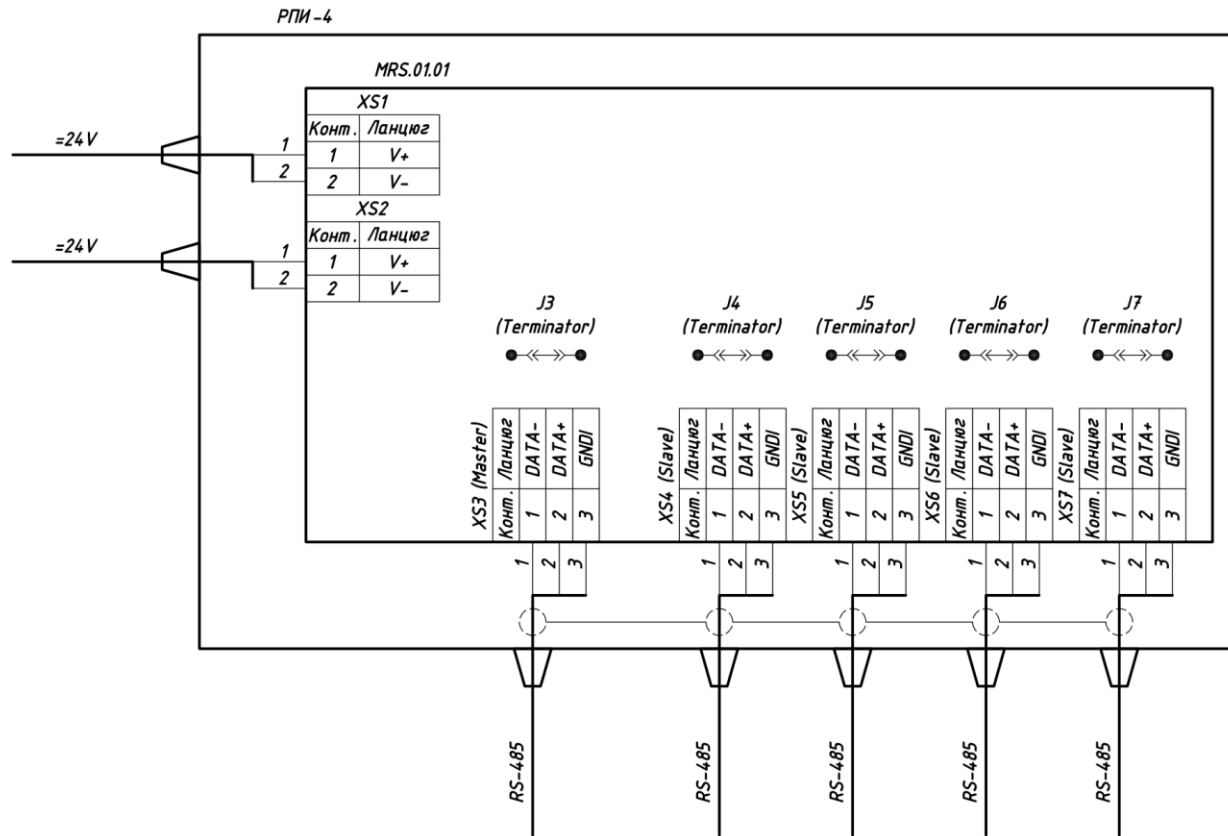 РПИ-4
MRS.01.01
XS1
Конт. Ланцюг
1 V+
2 V-
=24V
1
2
XS2
Конт. Ланцюг
1 V+
2 V-
=24V
1
2
J3 J4 J5 J6 J7
(Terminator) (Terminator) (Terminator) (Terminator) (Terminator)
XS3 (Master)
Конт. Ланцюг
1 DATA-
2 DATA+
3 GNDI
XS4 (Slave)
Конт. Ланцюг
1 DATA-
2 DATA+
3 GNDI
XS5 (Slave)
Конт. Ланцюг
1 DATA-
2 DATA+
3 GNDI
XS6 (Slave)
Конт. Ланцюг
1 DATA-
2 DATA+
3 GNDI
XS7 (Slave)
Конт. Ланцюг
1 DATA-
2 DATA+
3 GNDI
1 2 3 1 2 3 1 2 3 1 2 3 1 2 3
RS-485 RS-485 RS-485 RS-485 RS-485